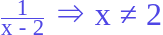 1/(x - 2) ⇒ x ≠ 2